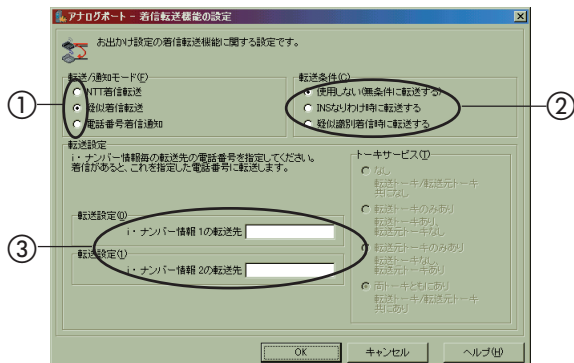 アナログポート - 着信転送機能の設定
お出かけ設定の着信転送機能に関する設定です。
転送/通知モード(F)
NTT着信転送
疑似着信転送
電話番号着信通知
①
転送条件(C)
使用しない(無条件に転送する)
INSなりわけ時に転送する
疑似識別着信時に転送する
②
転送設定
i・ナンバー情報毎の転送先の電話番号を指定してください。
着信があると、これを指定した電話番号に転送します。
転送設定(0)
i・ナンバー情報 1の転送先
転送設定(1)
i・ナンバー情報 2の転送先
③
トーキサービス(T)
なし
転送トーキ/転送元トーキ
共になし
転送トーキのみあり
転送トーキあり、
転送元トーキなし
転送元トーキのみあり
転送トーキなし、
転送元トーキあり
両トーキともにあり
転送トーキ/転送元トーキ
共にあり
OK
キャンセル
ヘルプ(H)